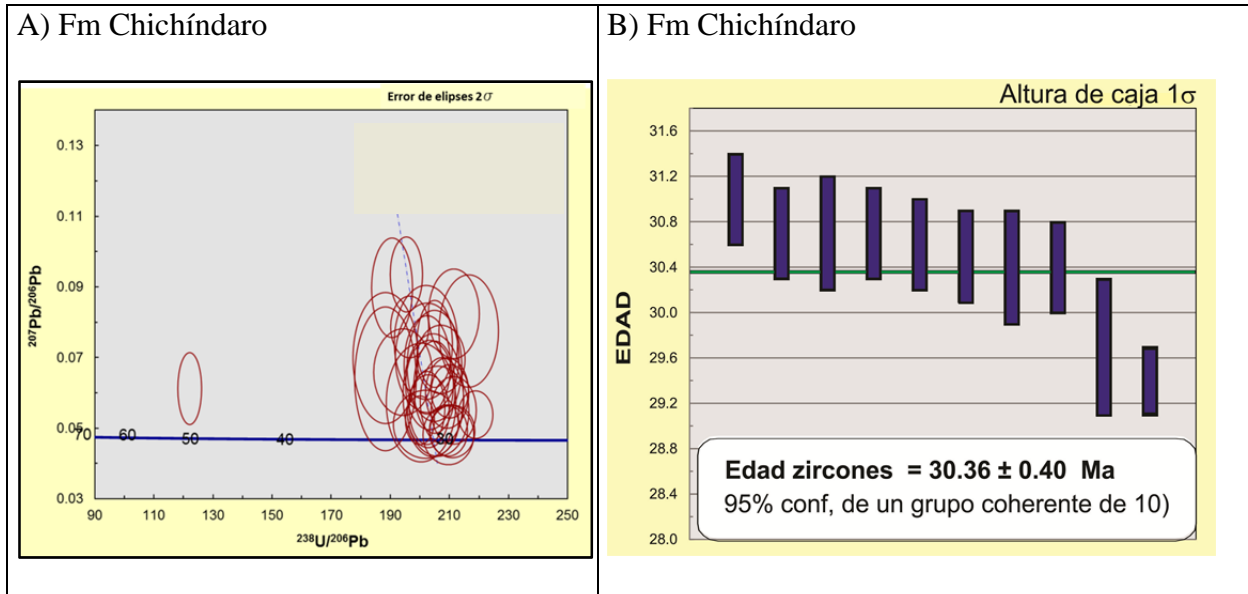 A) Fm Chichíndaro
Error de elipses 2σ
0.13
0.11
0.09
0.07
0.05
0.03
207Pb/206Pb
70 60 50 40 30
90 110 130 150 170 190 210 230 250
238U/206Pb
B) Fm Chichíndaro
Altura de caja 1σ
31.6
31.2
30.8
30.4
30.0
29.6
29.2
28.8
28.4
28.0
EDAD
Edad zircones = 30.36 ± 0.40 Ma
95% conf, de un grupo coherente de 10)